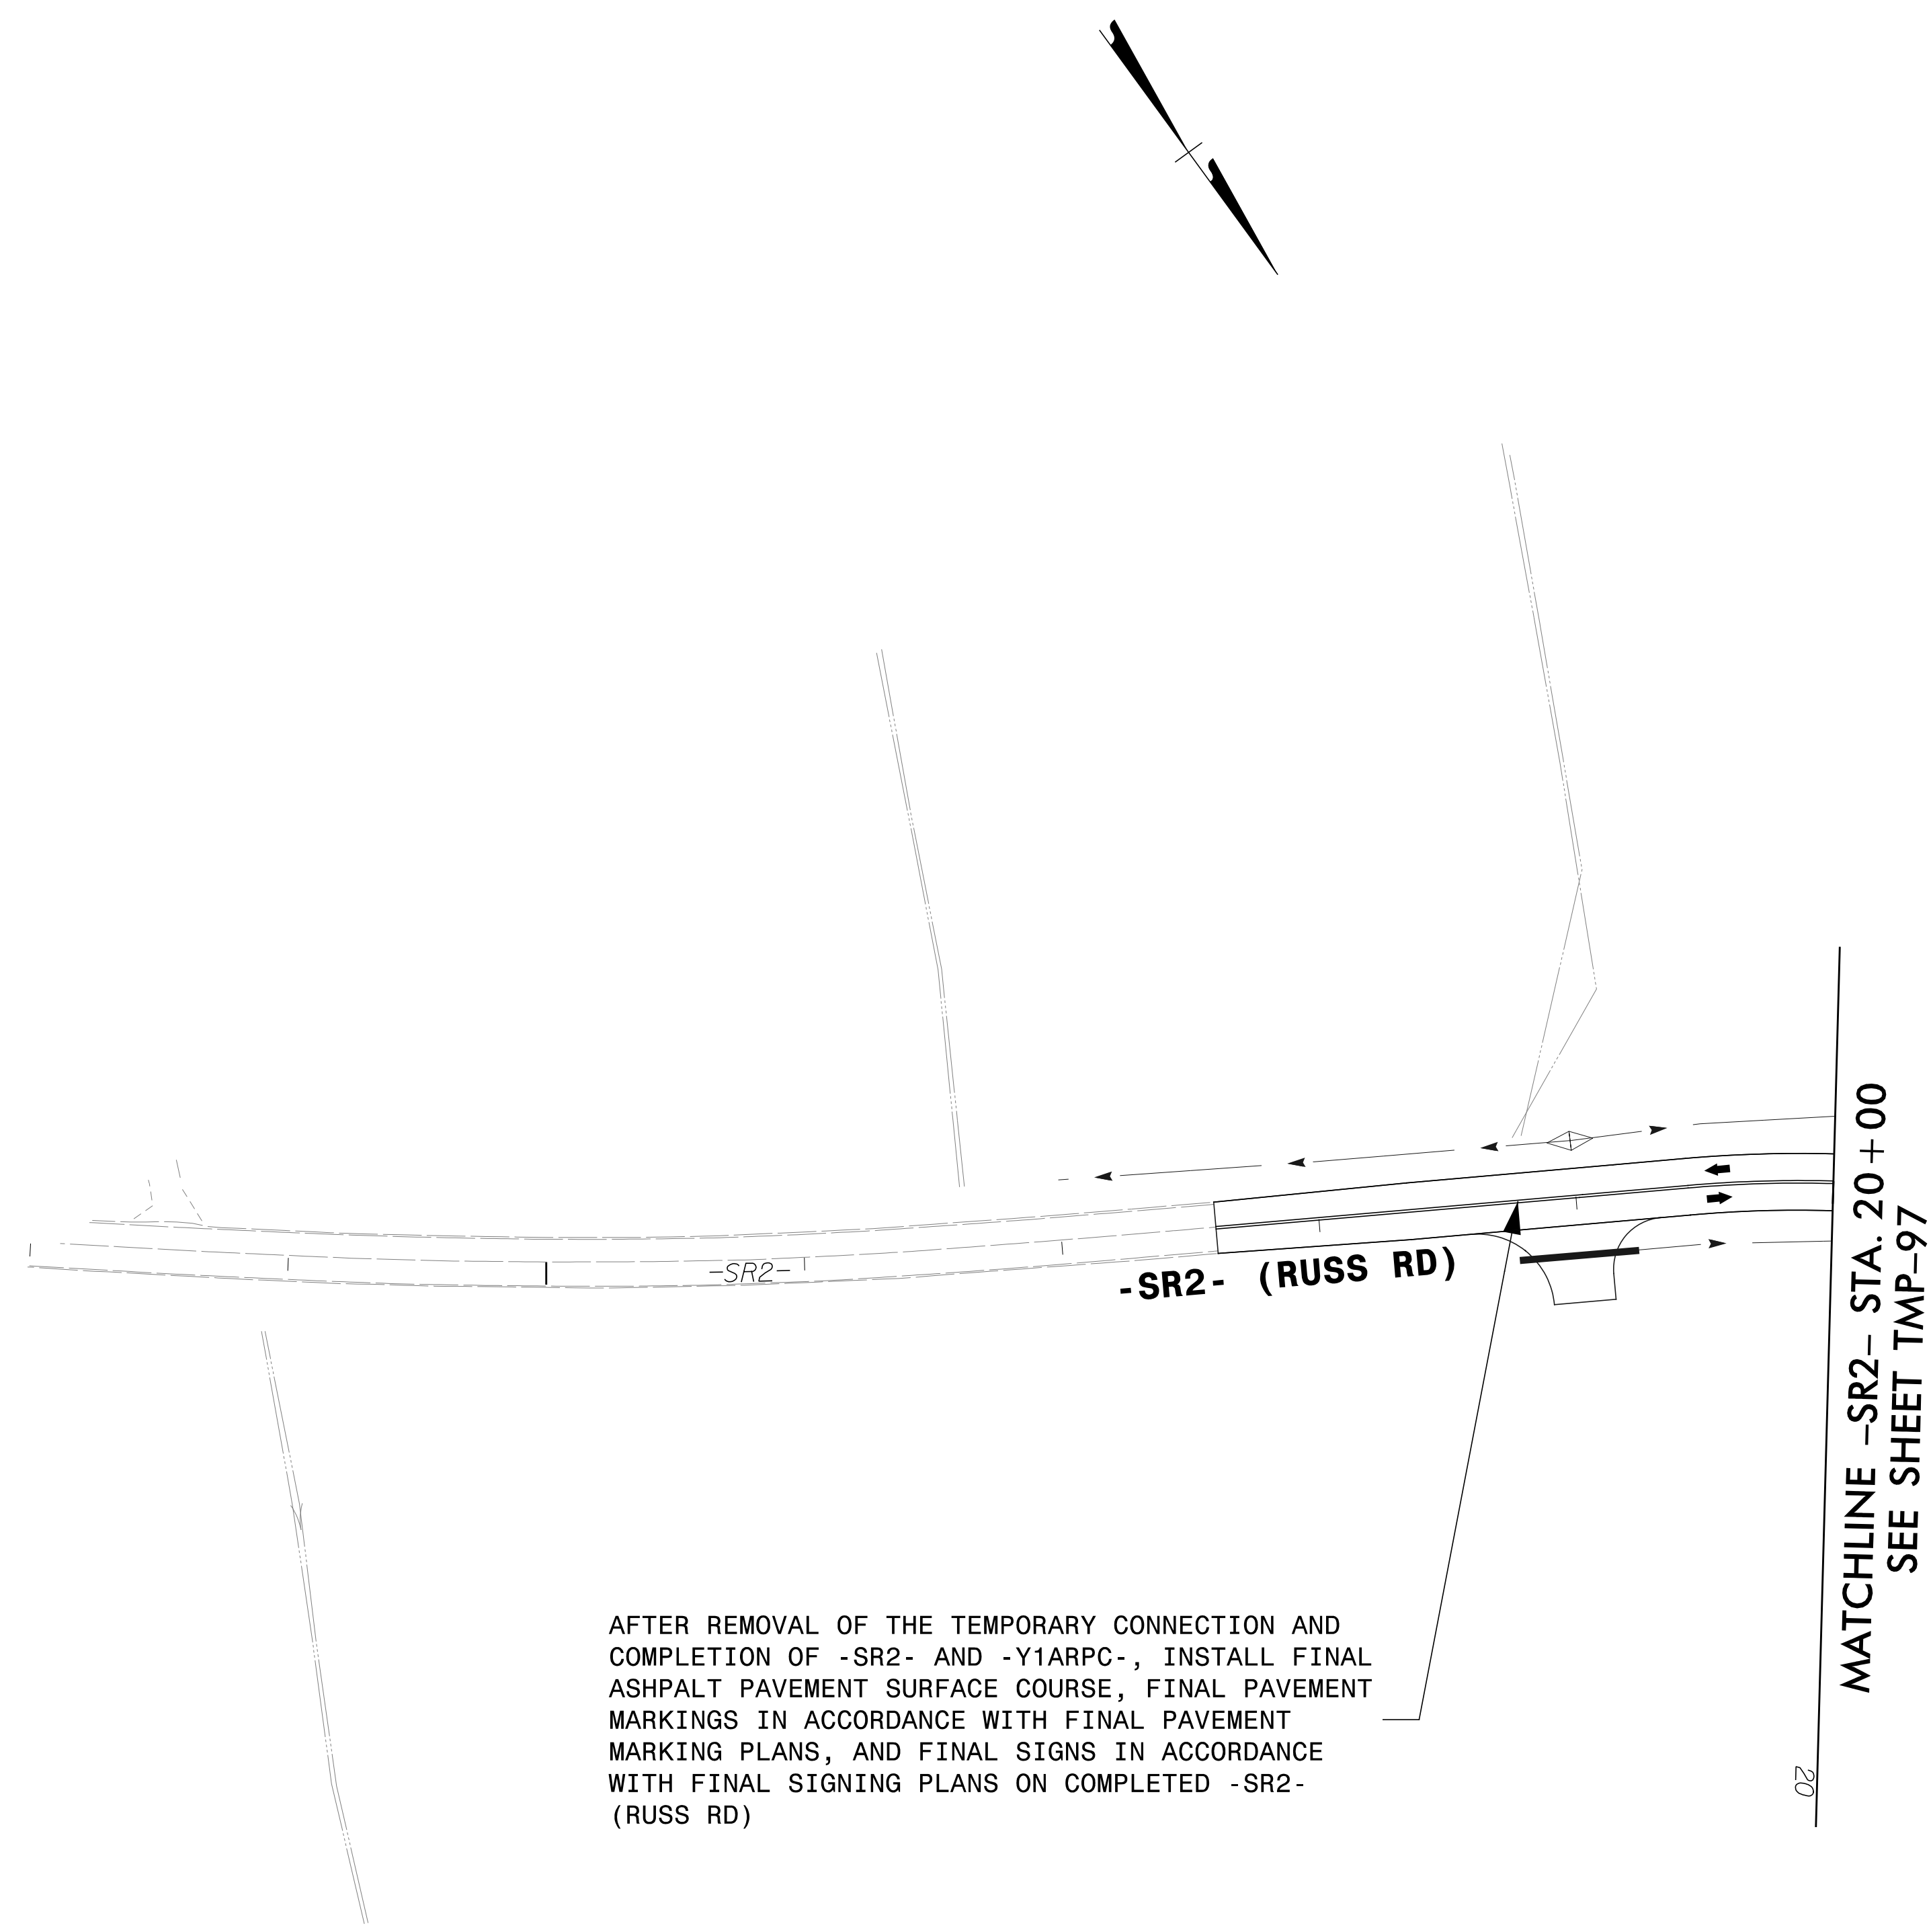 -SR2-
-SR2- (RUSS RD)
MATCHLINE -SR2- STA. 20+00
SEE SHEET TMP-97
AFTER REMOVAL OF THE TEMPORARY CONNECTION AND
COMPLETION OF -SR2- AND -Y1ARPC-, INSTALL FINAL
ASHPALT PAVEMENT SURFACE COURSE, FINAL PAVEMENT
MARKINGS IN ACCORDANCE WITH FINAL PAVEMENT
MARKING PLANS, AND FINAL SIGNS IN ACCORDANCE
WITH FINAL SIGNING PLANS ON COMPLETED -SR2-
(RUSS RD)
20